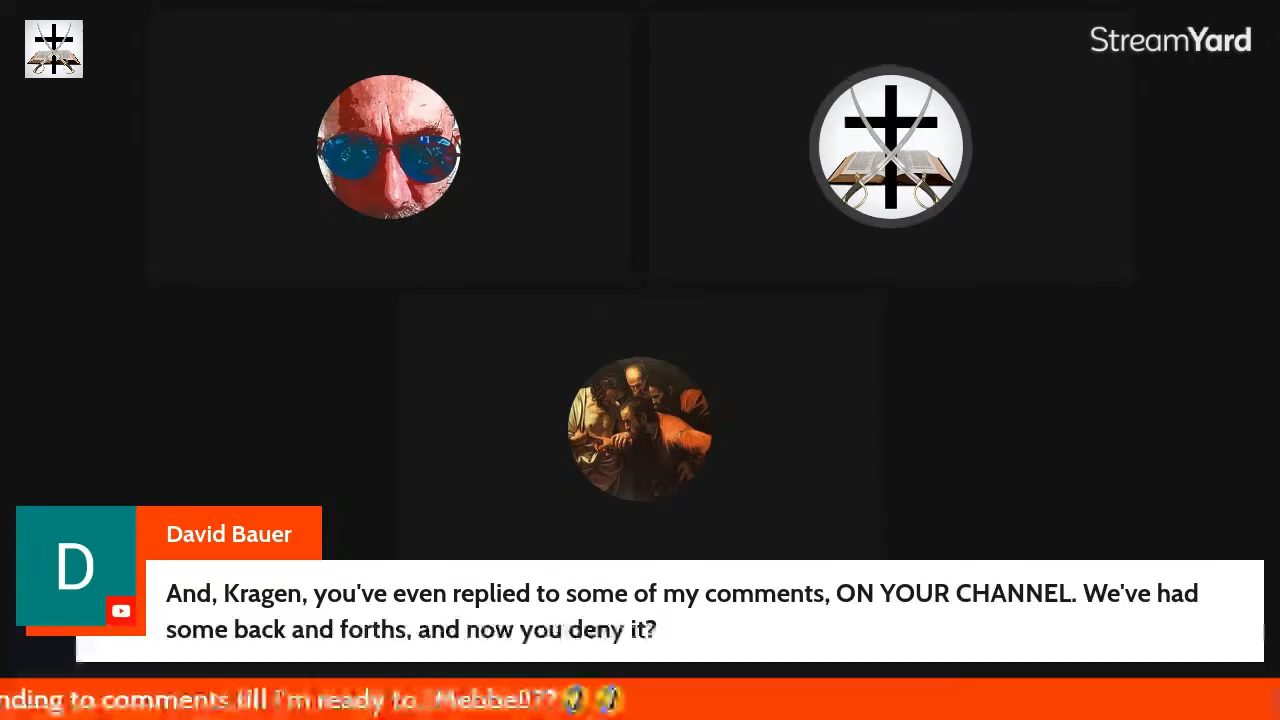 StreamYard
D
David Bauer
And, Kragen, you've even replied to some of my comments, ON YOUR CHANNEL. We've had
some back and forths, and now you deny it?
nding to comments till i'm ready to..